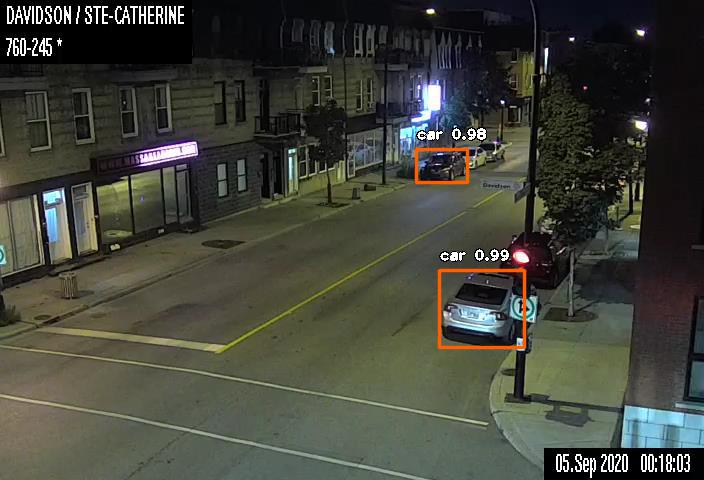 DAVIDSON / STE-CATHERINE
760-245 *
car 0.98
Davidson
car 0.99
05.Sep 2020 00:18:03